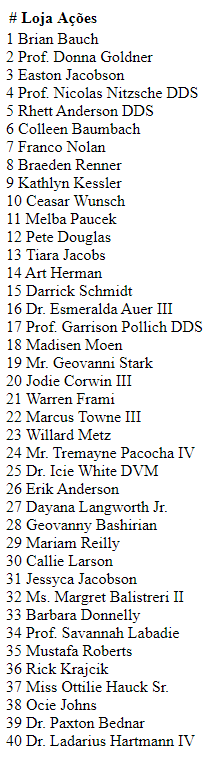 # Loja Ações
1 Brian Bauch
2 Prof. Donna Goldner
3 Easton Jacobson
4 Prof. Nicolas Nitzsche DDS
5 Rhett Anderson DDS
6 Colleen Baumbach
7 Franco Nolan
8 Braeden Renner
9 Kathlyn Kessler
10 Ceasar Wunsch
11 Melba Paucek
12 Pete Douglas
13 Tiara Jacobs
14 Art Herman
15 Darrick Schmidt
16 Dr. Esmeralda Auer III
17 Prof. Garrison Pollich DDS
18 Madisen Moen
19 Mr. Geovanni Stark
20 Jodie Corwin III
21 Warren Frami
22 Marcus Towne III
23 Willard Metz
24 Mr. Tremayne Pacocha IV
25 Dr. Icie White DVM
26 Erik Anderson
27 Dayana Langworth Jr.
28 Geovanny Bashirian
29 Mariam Reilly
30 Callie Larson
31 Jessyca Jacobson
32 Ms. Margret Balistreri II
33 Barbara Donnelly
34 Prof. Savannah Labadie
35 Mustafa Roberts
36 Rick Krajcik
37 Miss Ottilie Hauck Sr.
38 Ocie Johns
39 Dr. Paxton Bednar
40 Dr. Ladarius Hartmann IV